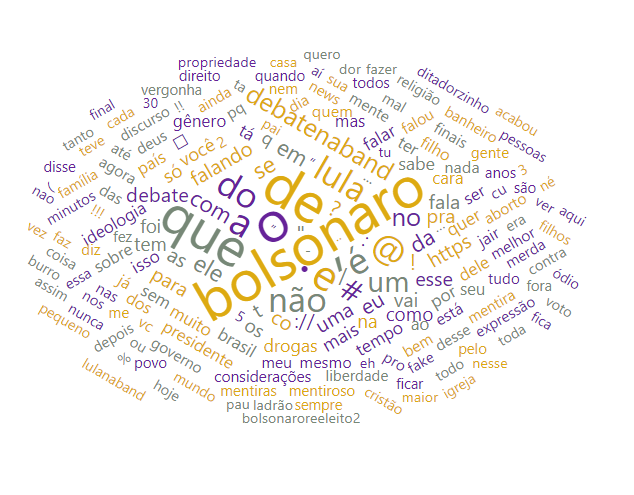 quero
propriedade casa aí dor fazer ditadorzinho
direito quando sua todos religião acabou
vergonha ta nem news mente mal banheiro pessoas
final 30 !! ainda dia quem falou finais
tanto cada discurso pq debatenaband mas falar ter filho gente
teve até deus gênero tá q pai tu sabe nada anos 3
disse agora país □ só você 2 em " lula ... cara ser cu são né
( família das falando se de ? no pra fala ver aqui
nao minutos !!! debate com do bolsonaro quer aborto era filhos
vez faz diz ideologia foi que a o " @ da https jair melhor
coisa fez tem as ele . e /é ! dele merda contra ódio
burro essa sobre isso para não # um esse seu tudo fora voto
assim nas nos já dos sem t :// uma eu vai por mentira expressão fica
pequeno nunca me vc muito os 5 co mais na como ao está toda
depois ou presidente brasil tempo bem desse
lulanaband % povo governo drogas pro fake pelo todo nesse
hoje mundo considerações meu mesmo eh ficar igreja
mentiras mentiroso liberdade cristão maior
pau ladrão sempre
bolsonaroreeleito2